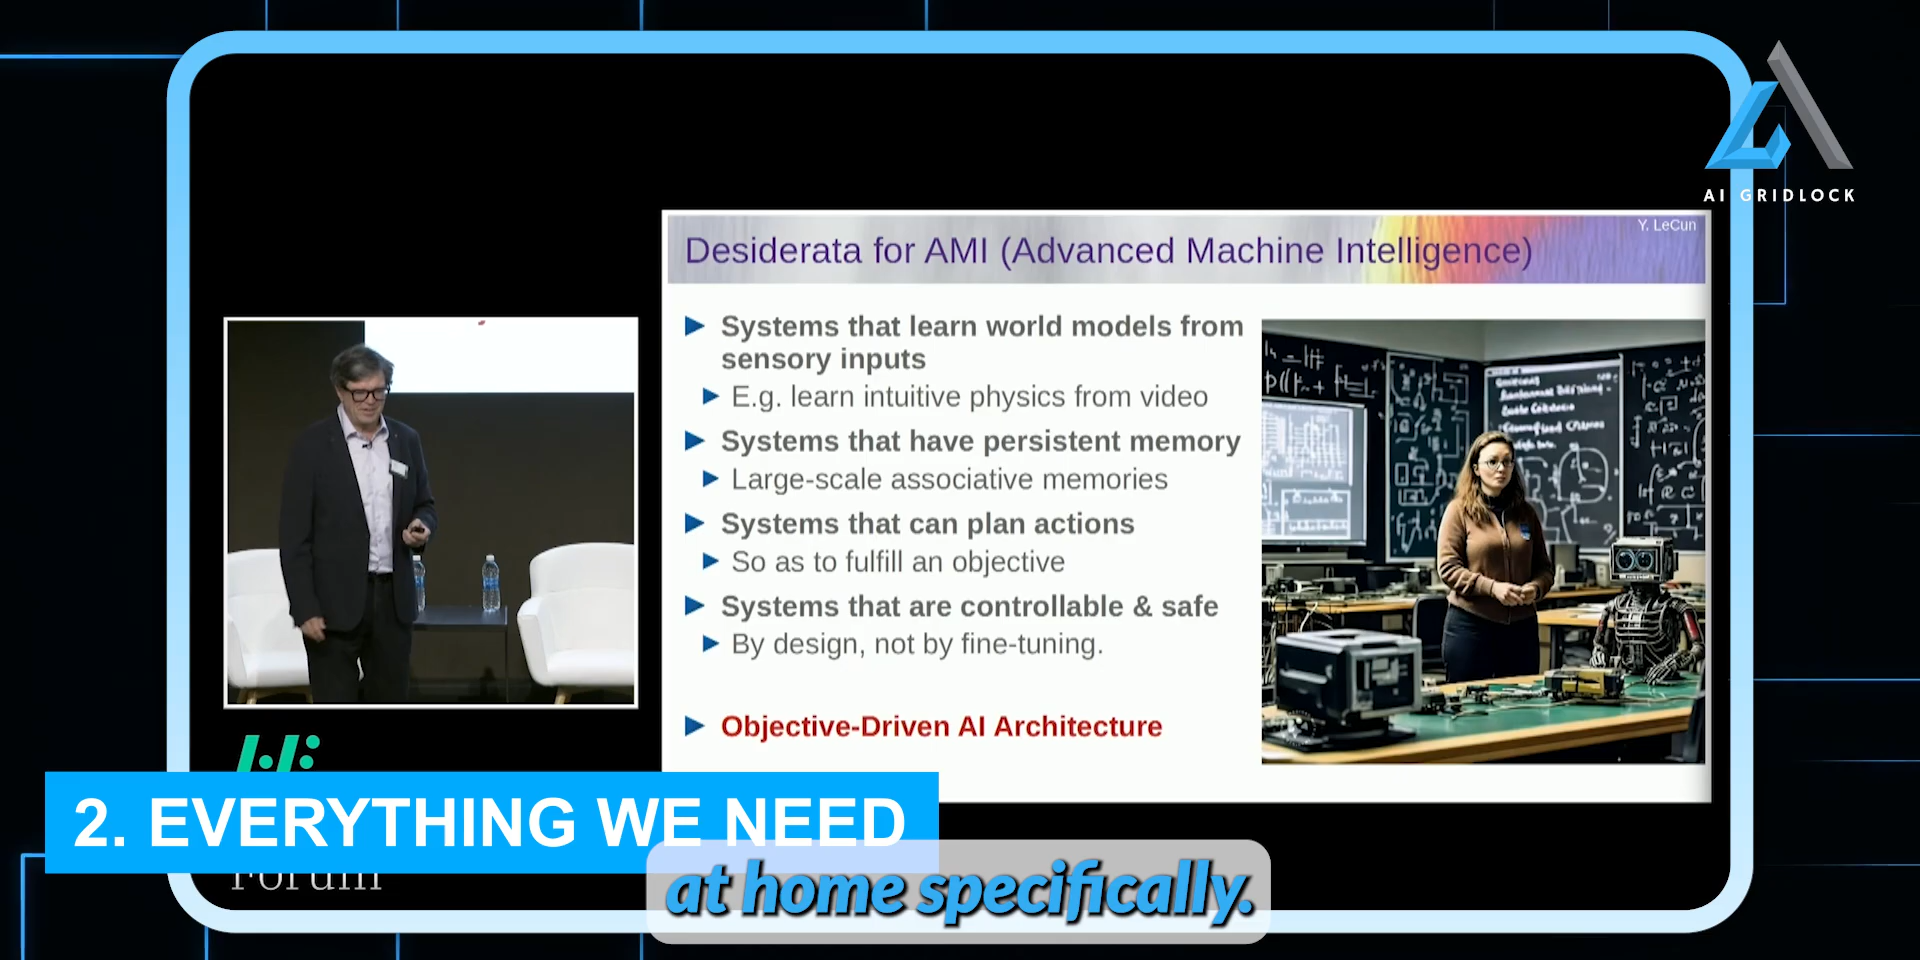 AI GRIDLOCK
Y. LeCun
Desiderata for AMI (Advanced Machine Intelligence)
Systems that learn world models from
sensory inputs
E.g. learn intuitive physics from video
Systems that have persistent memory
Large-scale associative memories
Systems that can plan actions
So as to fulfill an objective
Systems that are controllable & safe
By design, not by fine-tuning.
Objective-Driven AI Architecture
2. EVERYTHING WE NEED
Forum
at home specifically.